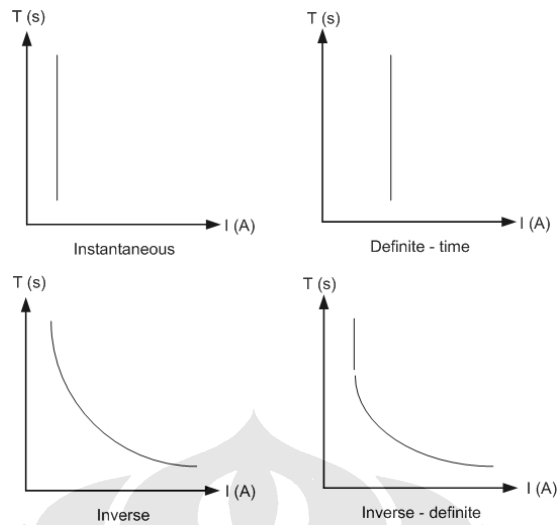 T (s)
I (A)
Instantaneous
T (s)
I (A)
Definite - time
T (s)
I (A)
Inverse
T (s)
I (A)
Inverse - definite